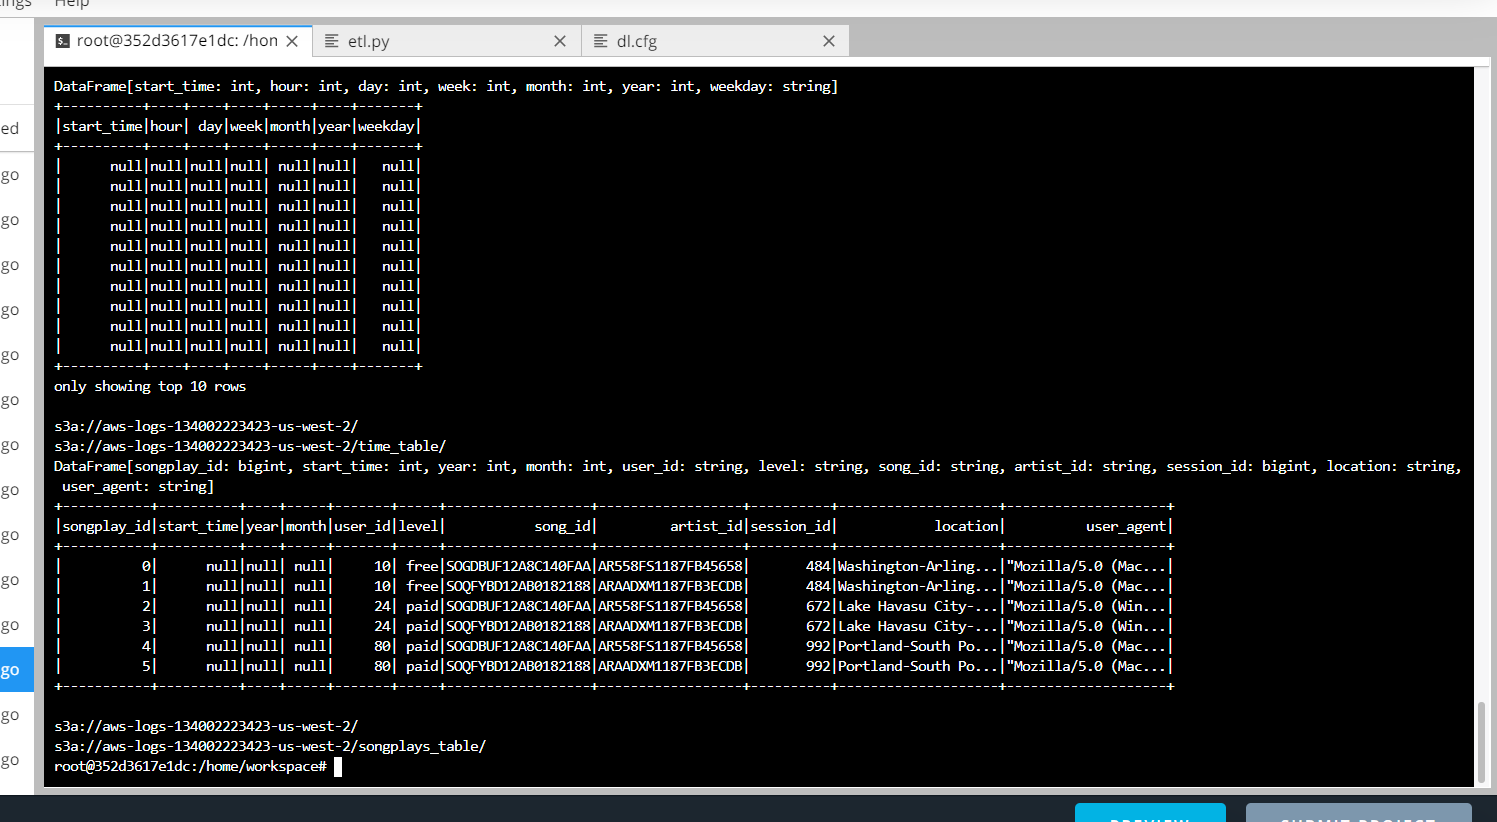 Help
root@352d3617e1dc: /hon
etl.py
dl.cfg
ed
go
go
go
go
go
go
go
go
go
go
go
go
go
go
DataFrame[start_time: int, hour: int, day: int, week: int, month: int, year: int, weekday: string]
+----------+----+----+----+-----+----+-------+
|start_time|hour| day|week|month|year|weekday|
+----------+----+----+----+-----+----+-------+
|      null|null|null|null| null|null|   null|
|      null|null|null|null| null|null|   null|
|      null|null|null|null| null|null|   null|
|      null|null|null|null| null|null|   null|
|      null|null|null|null| null|null|   null|
|      null|null|null|null| null|null|   null|
|      null|null|null|null| null|null|   null|
|      null|null|null|null| null|null|   null|
|      null|null|null|null| null|null|   null|
|      null|null|null|null| null|null|   null|
+----------+----+----+----+-----+----+-------+
only showing top 10 rows
s3a://aws-logs-134002223423-us-west-2/
s3a://aws-logs-134002223423-us-west-2/time_table/
DataFrame[songplay_id: bigint, start_time: int, year: int, month: int, user_id: string, level: string, song_id: string, artist_id: string, session_id: bigint, location: string,
 user_agent: string]
+-----------+----------+----+-----+-------+-----+------------------+------------------+----------+--------------------+--------------------+
|songplay_id|start_time|year|month|user_id|level|           song_id|         artist_id|session_id|            location|          user_agent|
+-----------+----------+----+-----+-------+-----+------------------+------------------+----------+--------------------+--------------------+
|          0|      null|null| null|     10| free|SOGDBUF12A8C140FAA|AR558FS1187FB45658|       484|Washington-Arling...|"Mozilla/5.0 (Mac...|
|          1|      null|null| null|     10| free|SOQFYBD12AB0182188|ARAADXM1187FB3ECDB|       484|Washington-Arling...|"Mozilla/5.0 (Mac...|
|          2|      null|null| null|     24| paid|SOGDBUF12A8C140FAA|AR558FS1187FB45658|       672|Lake Havasu City-...|"Mozilla/5.0 (Win...|
|          3|      null|null| null|     24| paid|SOQFYBD12AB0182188|ARAADXM1187FB3ECDB|       672|Lake Havasu City-...|"Mozilla/5.0 (Win...|
|          4|      null|null| null|     80| paid|SOGDBUF12A8C140FAA|AR558FS1187FB45658|       992|Portland-South Po...|"Mozilla/5.0 (Mac...|
|          5|      null|null| null|     80| paid|SOQFYBD12AB0182188|ARAADXM1187FB3ECDB|       992|Portland-South Po...|"Mozilla/5.0 (Mac...|
+-----------+----------+----+-----+-------+-----+------------------+------------------+----------+--------------------+--------------------+
s3a://aws-logs-134002223423-us-west-2/
s3a://aws-logs-134002223423-us-west-2/songplays_table/
root@352d3617e1dc:/home/workspace#
PREVIEW
SUBMIT PROJECT